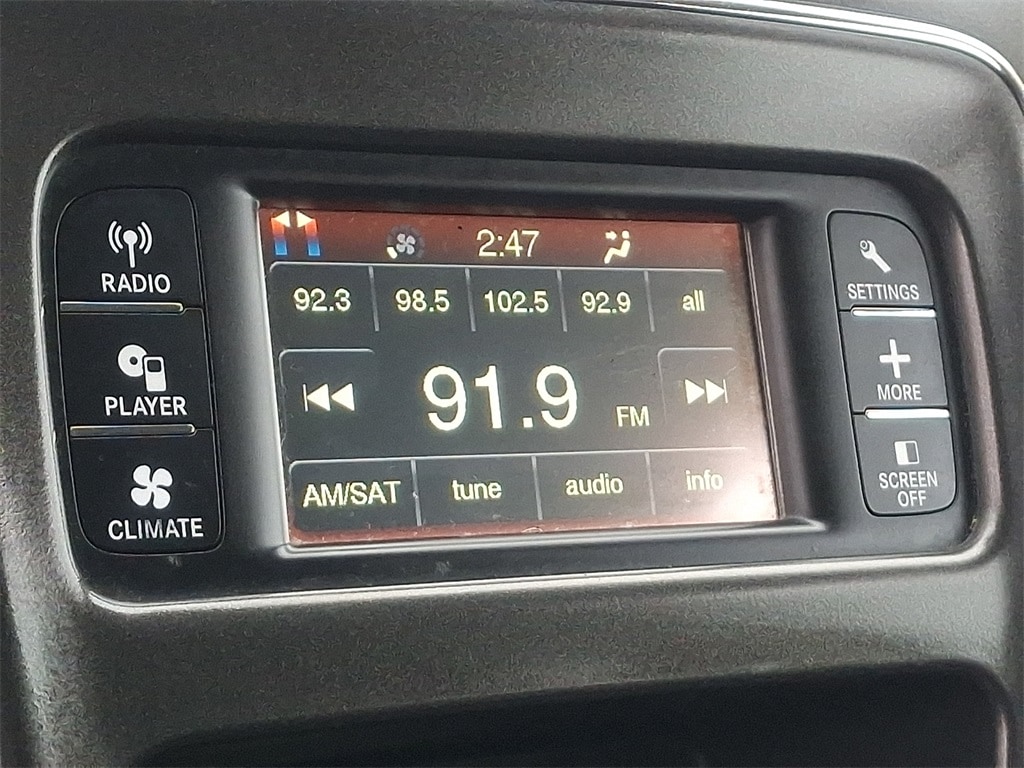 RADIO
PLAYER
CLIMATE
2:47
92.3 98.5 102.5 92.9 all
91.9 FM
AM/SAT tune audio info
SETTINGS
MORE
SCREEN
OFF